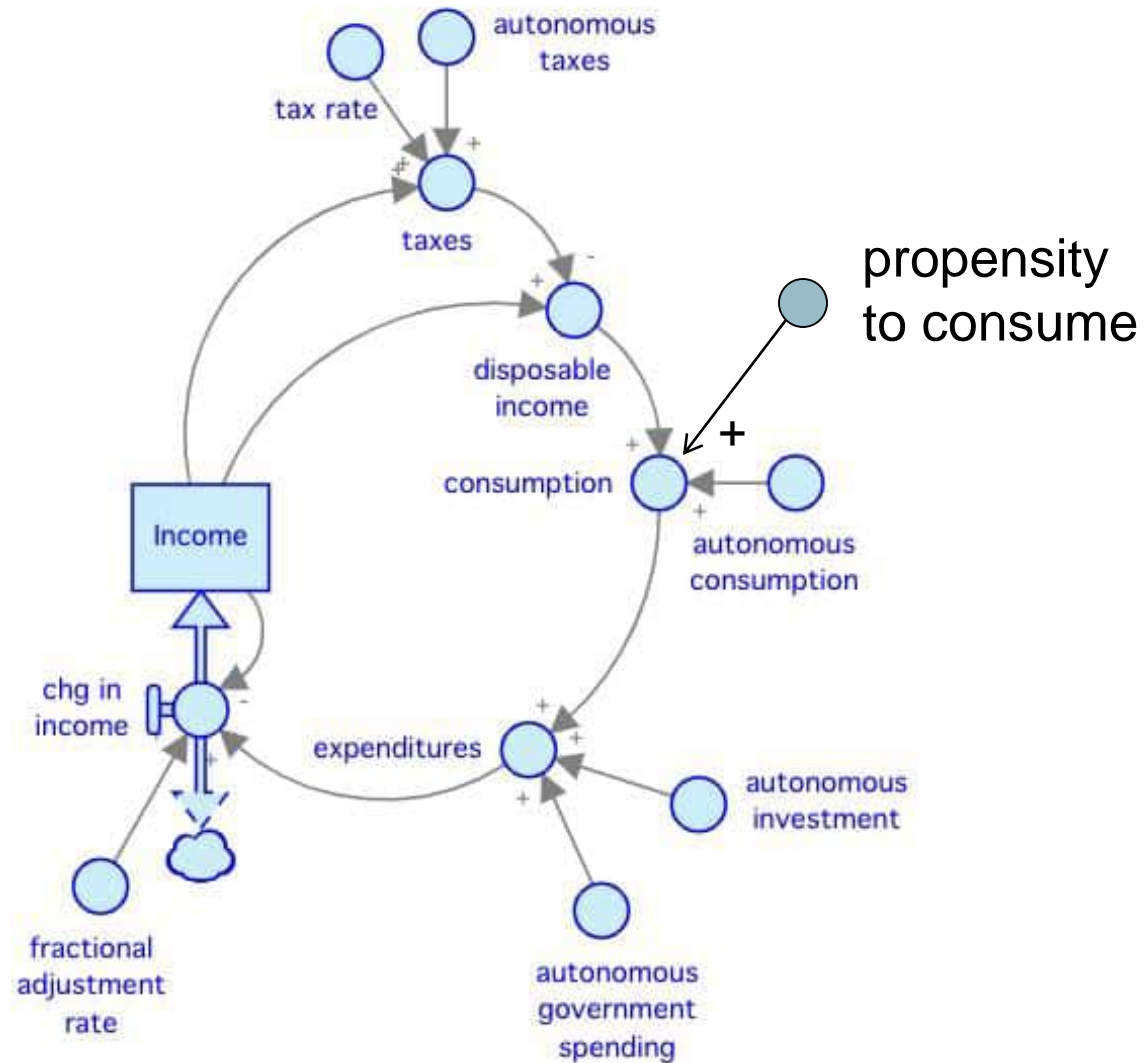 autonomous
taxes
tax rate
+
+
+
taxes
-
+
propensity
to consume
disposable
income
+
+
consumption
+
autonomous
consumption
Income
chg in
income
-
+
expenditures
+
+
+
autonomous
investment
fractional
adjustment
rate
autonomous
government
spending